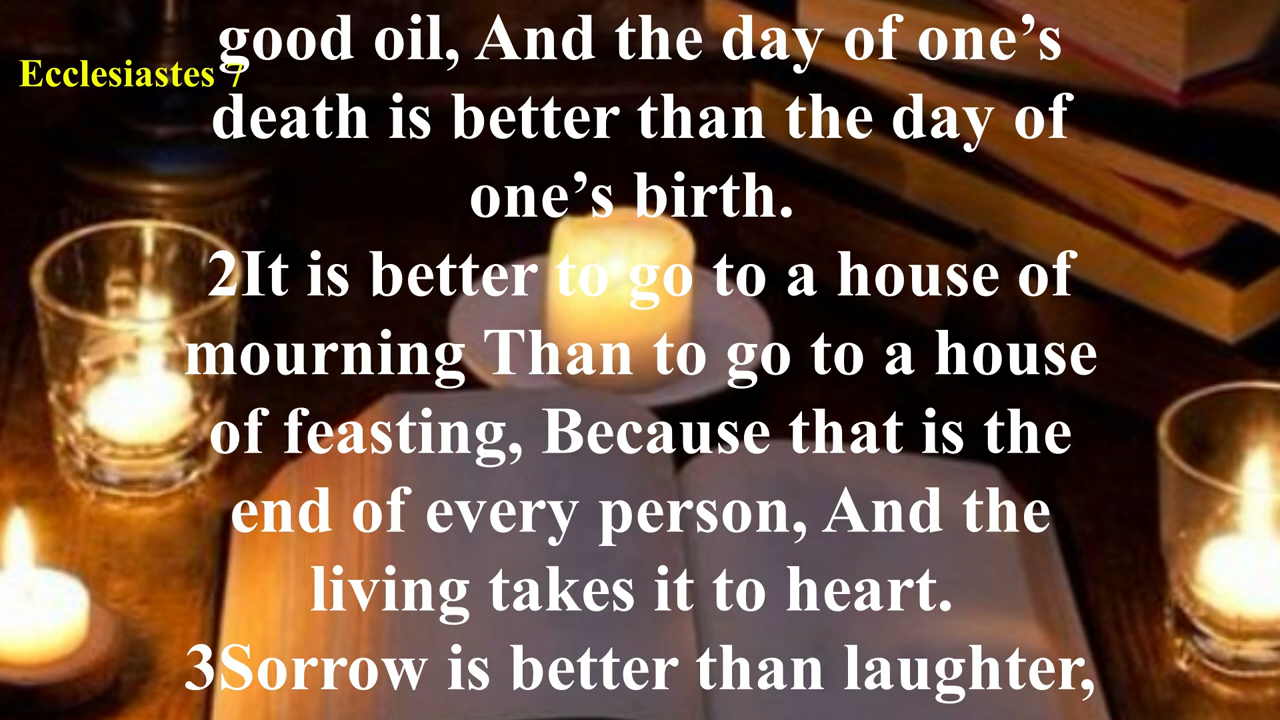 good oil, And the day of one’s
Ecclesiastes 7
death is better than the day of
one’s birth.
2It is better to go to a house of
mourning Than to go to a house
of feasting, Because that is the
end of every person, And the
living takes it to heart.
3Sorrow is better than laughter,